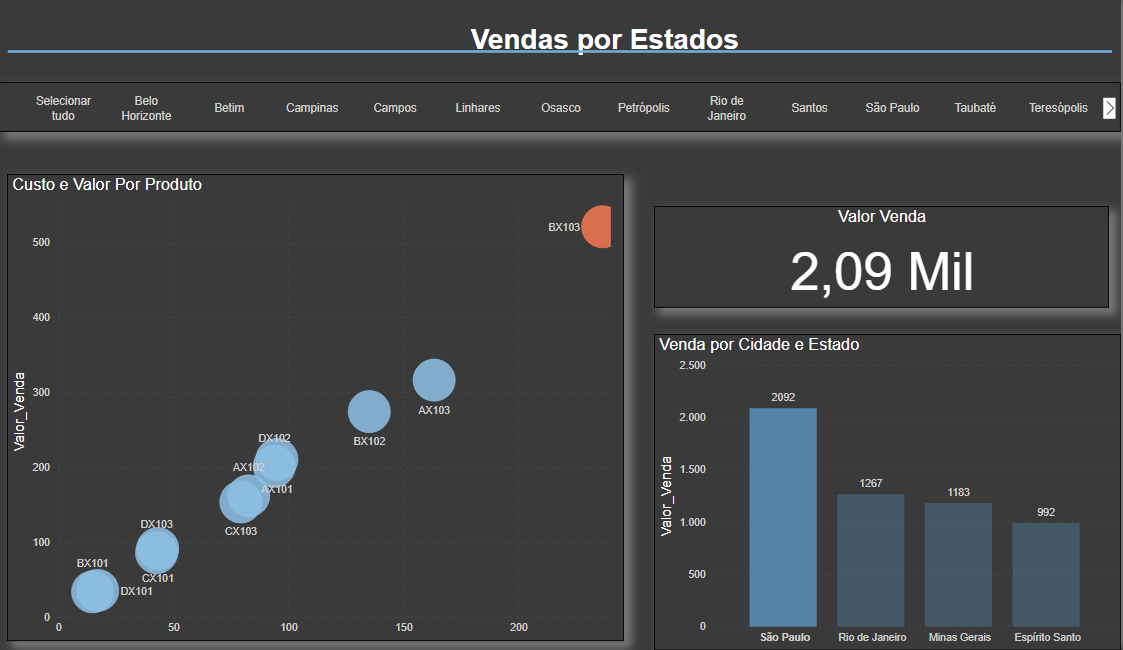 Vendas por Estados
Selecionar tudo
Belo Horizonte
Betim
Campinas
Campos
Linhares
Osasco
Petrópolis
Rio de Janeiro
Santos
São Paulo
Taubaté
Teresópolis
Custo e Valor Por Produto
Valor_Venda
500
400
300
200
100
0
0
50
100
150
200
BX103
AX103
BX102
DX102
AX102
AX101
CX103
DX103
CX101
BX101
DX101
Valor Venda
2,09 Mil
Venda por Cidade e Estado
Valor_Venda
2.500
2.000
1.500
1.000
500
0
2092
1267
1183
992
São Paulo
Rio de Janeiro
Minas Gerais
Espírito Santo